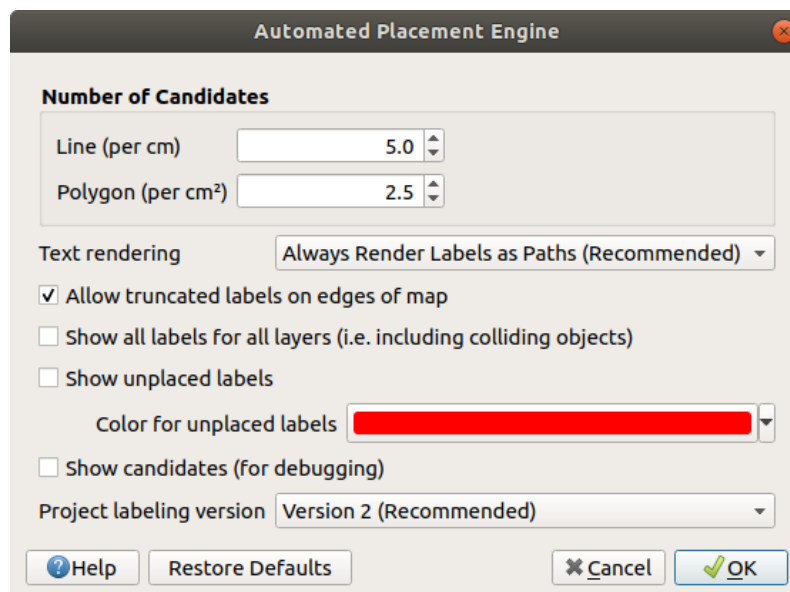 Automated Placement Engine
Number of Candidates
Line (per cm) 5.0
Polygon (per cm²) 2.5
Text rendering Always Render Labels as Paths (Recommended)
Allow truncated labels on edges of map
Show all labels for all layers (i.e. including colliding objects)
Show unplaced labels
Color for unplaced labels
Show candidates (for debugging)
Project labeling version Version 2 (Recommended)
Help Restore Defaults Cancel OK